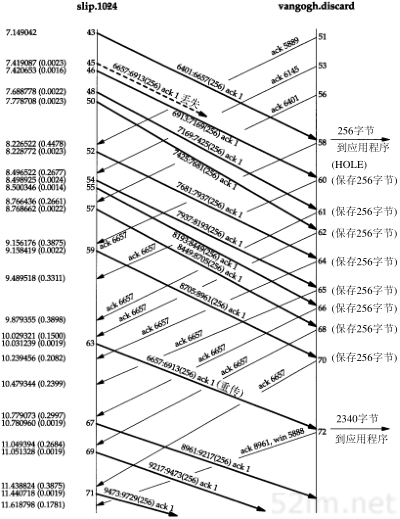 slip.1024
vangogh.discard
7.149042
43
51
ack 5889
53
7.419087 (0.0023)
45
7.420653 (0.0016)
46
6657:6913(256) ack 1 丢失
6401:6657(256) ack 1
ack 6145
56
7.688778 (0.0022)
48
7.778708 (0.0023)
50
ack 6401
6913:7169(256) ack 1
7169:7425(256) ack 1
7425:7681(256) ack 1
256字节
58
到应用程序
(HOLE)
8.226522 (0.4478)
8.228772 (0.0023)
52
60
(保存256字节)
8.496522 (0.2677)
8.498925 (0.0024)
54
8.500346 (0.0014)
55
7681:7937(256) ack 1
61
(保存256字节)
8.766436 (0.2661)
8.768662 (0.0022)
57
7937:8193(256) ack 1
62
(保存256字节)
8193:8449(256) ack 1
8449:8705(256) ack 1
9.156176 (0.3875)
9.158419 (0.0022)
59
ack 6657
ack 6657
64
(保存256字节)
9.489518 (0.3311)
ack 6657
8705:8961(256) ack 1
65
(保存256字节)
66
(保存256字节)
9.879355 (0.3898)
ack 6657
ack 6657
68
(保存256字节)
10.029321 (0.1500)
10.031239 (0.0019)
63
ack 6657
ack 6657
70
(保存256字节)
10.239456 (0.2082)
6657:6913(256) ack 1 (重传)
10.479344 (0.2399)
ack 6657
2340字节
10.779073 (0.2997)
10.780960 (0.0019)
67
72
到应用程序
ack 8961, win 5888
11.049394 (0.2684)
11.051328 (0.0019)
69
8961:9217(256) ack 1
9217:9473(256) ack 1
11.438824 (0.3875)
11.440718 (0.0019)
71
9473:9729(256) ack 1
11.618756 (0.1781)
52im.net